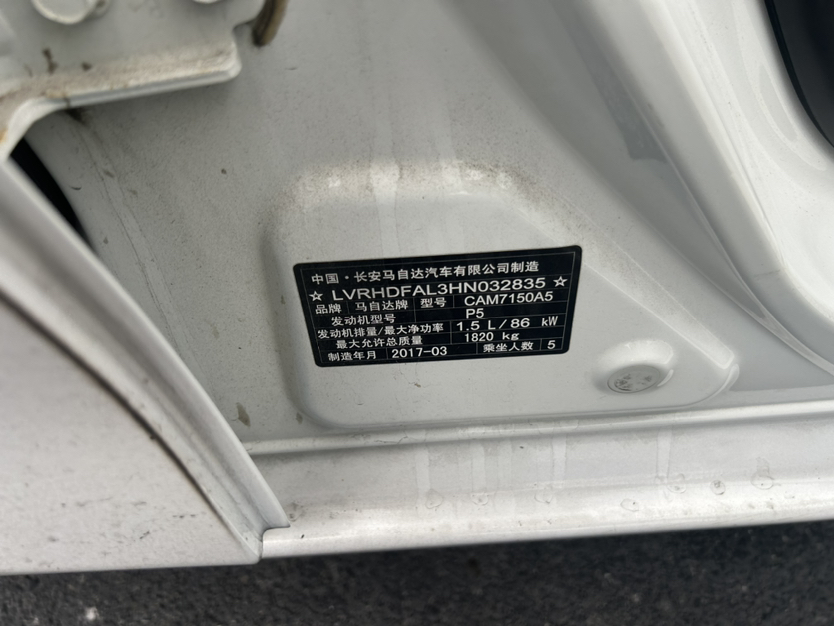 中国·长安马自达汽车有限公司制造
☆ LVRHDFAL3HN032835 ☆
品牌 马自达牌 型号 CAM7150A5
发动机型号 P5
发动机排量/最大净功率 1.5 L/86 kW
最大允许总质量 1820 kg
制造年月 2017-03 乘坐人数 5